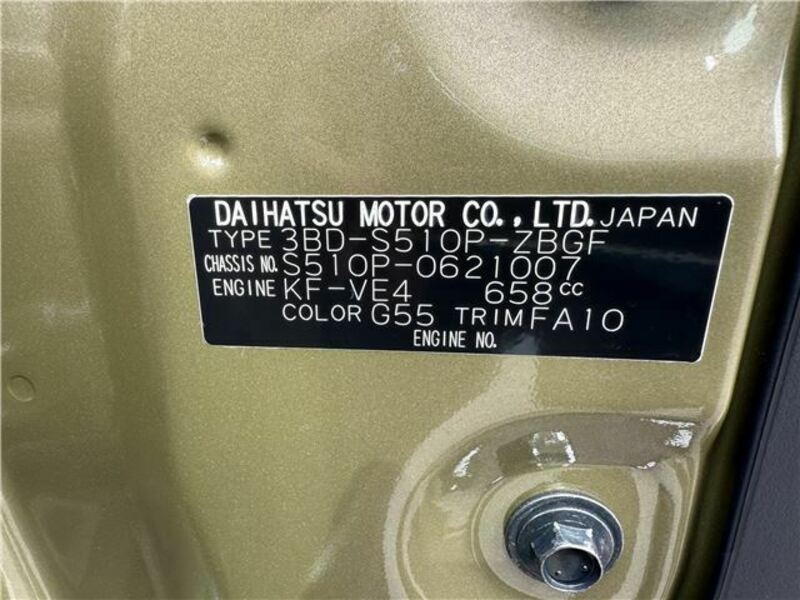 DAIHATSU MOTOR CO.,LTD. JAPAN
TYPE 3BD-S510P-ZBGF
CHASSIS NO. S510P-0621007
ENGINE KF-VE4 658cc
COLOR G55 TRIM FA10
ENGINE NO.